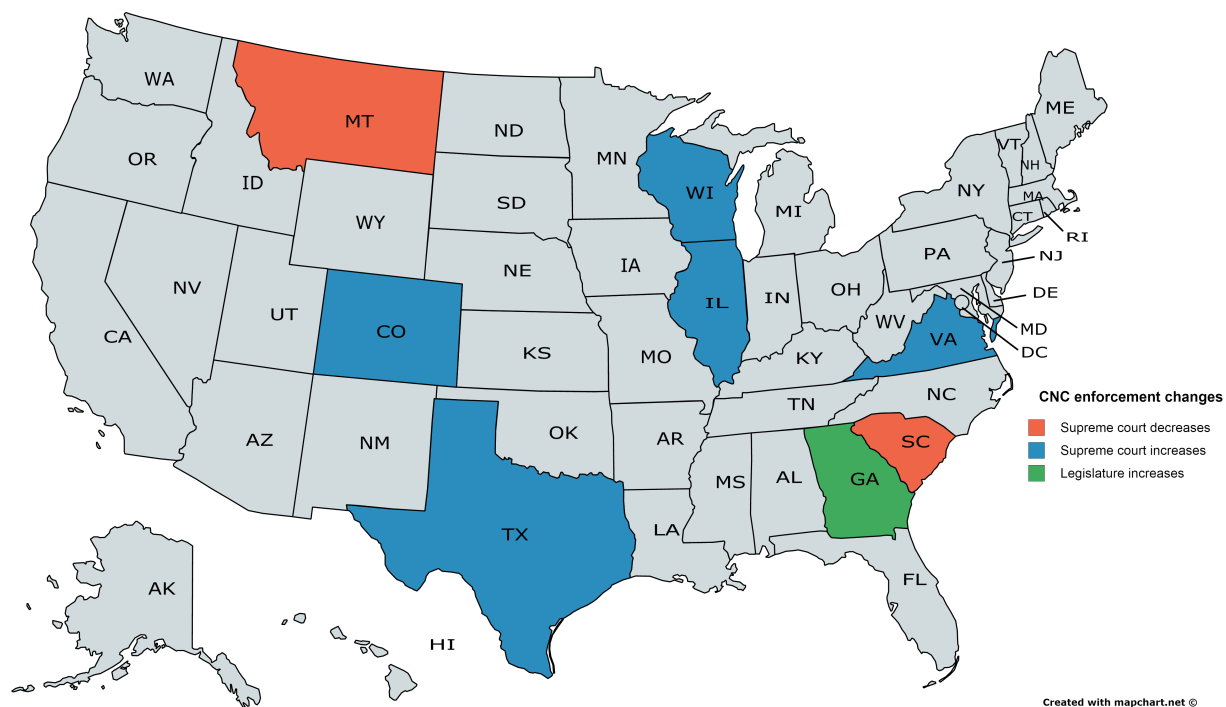 WA
MT
ND
MN
ME
OR
ID
SD
WI
MI
VT
NH
NY
MA
CT
RI
WY
NE
IA
PA
NJ
NV
UT
CO
IL
IN
OH
DE
CA
KS
MO
WV
VA
MD
DC
KY
AZ
NM
OK
AR
TN
NC
TX
LA
MS
AL
GA
SC
FL
AK
HI
CNC enforcement changes
Supreme court decreases
Supreme court increases
Legislature increases
Created with mapchart.net ©